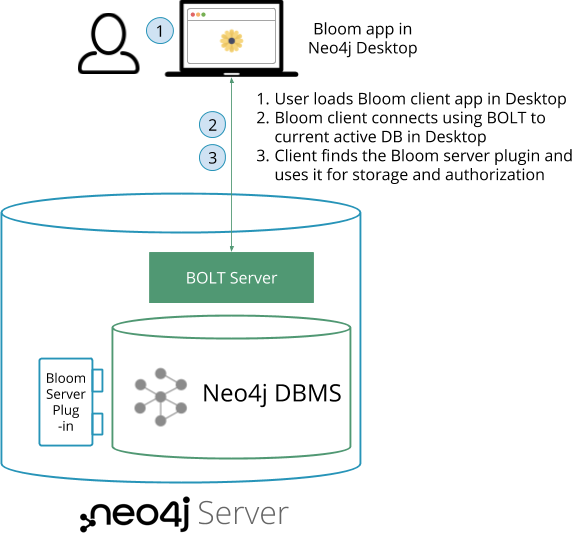 1
Bloom app in
Neo4j Desktop
1. User loads Bloom client app in Desktop
2. Bloom client connects using BOLT to
current active DB in Desktop
3. Client finds the Bloom server plugin and
uses it for storage and authorization
2
3
BOLT Server
Bloom
Server
Plug
-in
Neo4j DBMS
neo4j Server